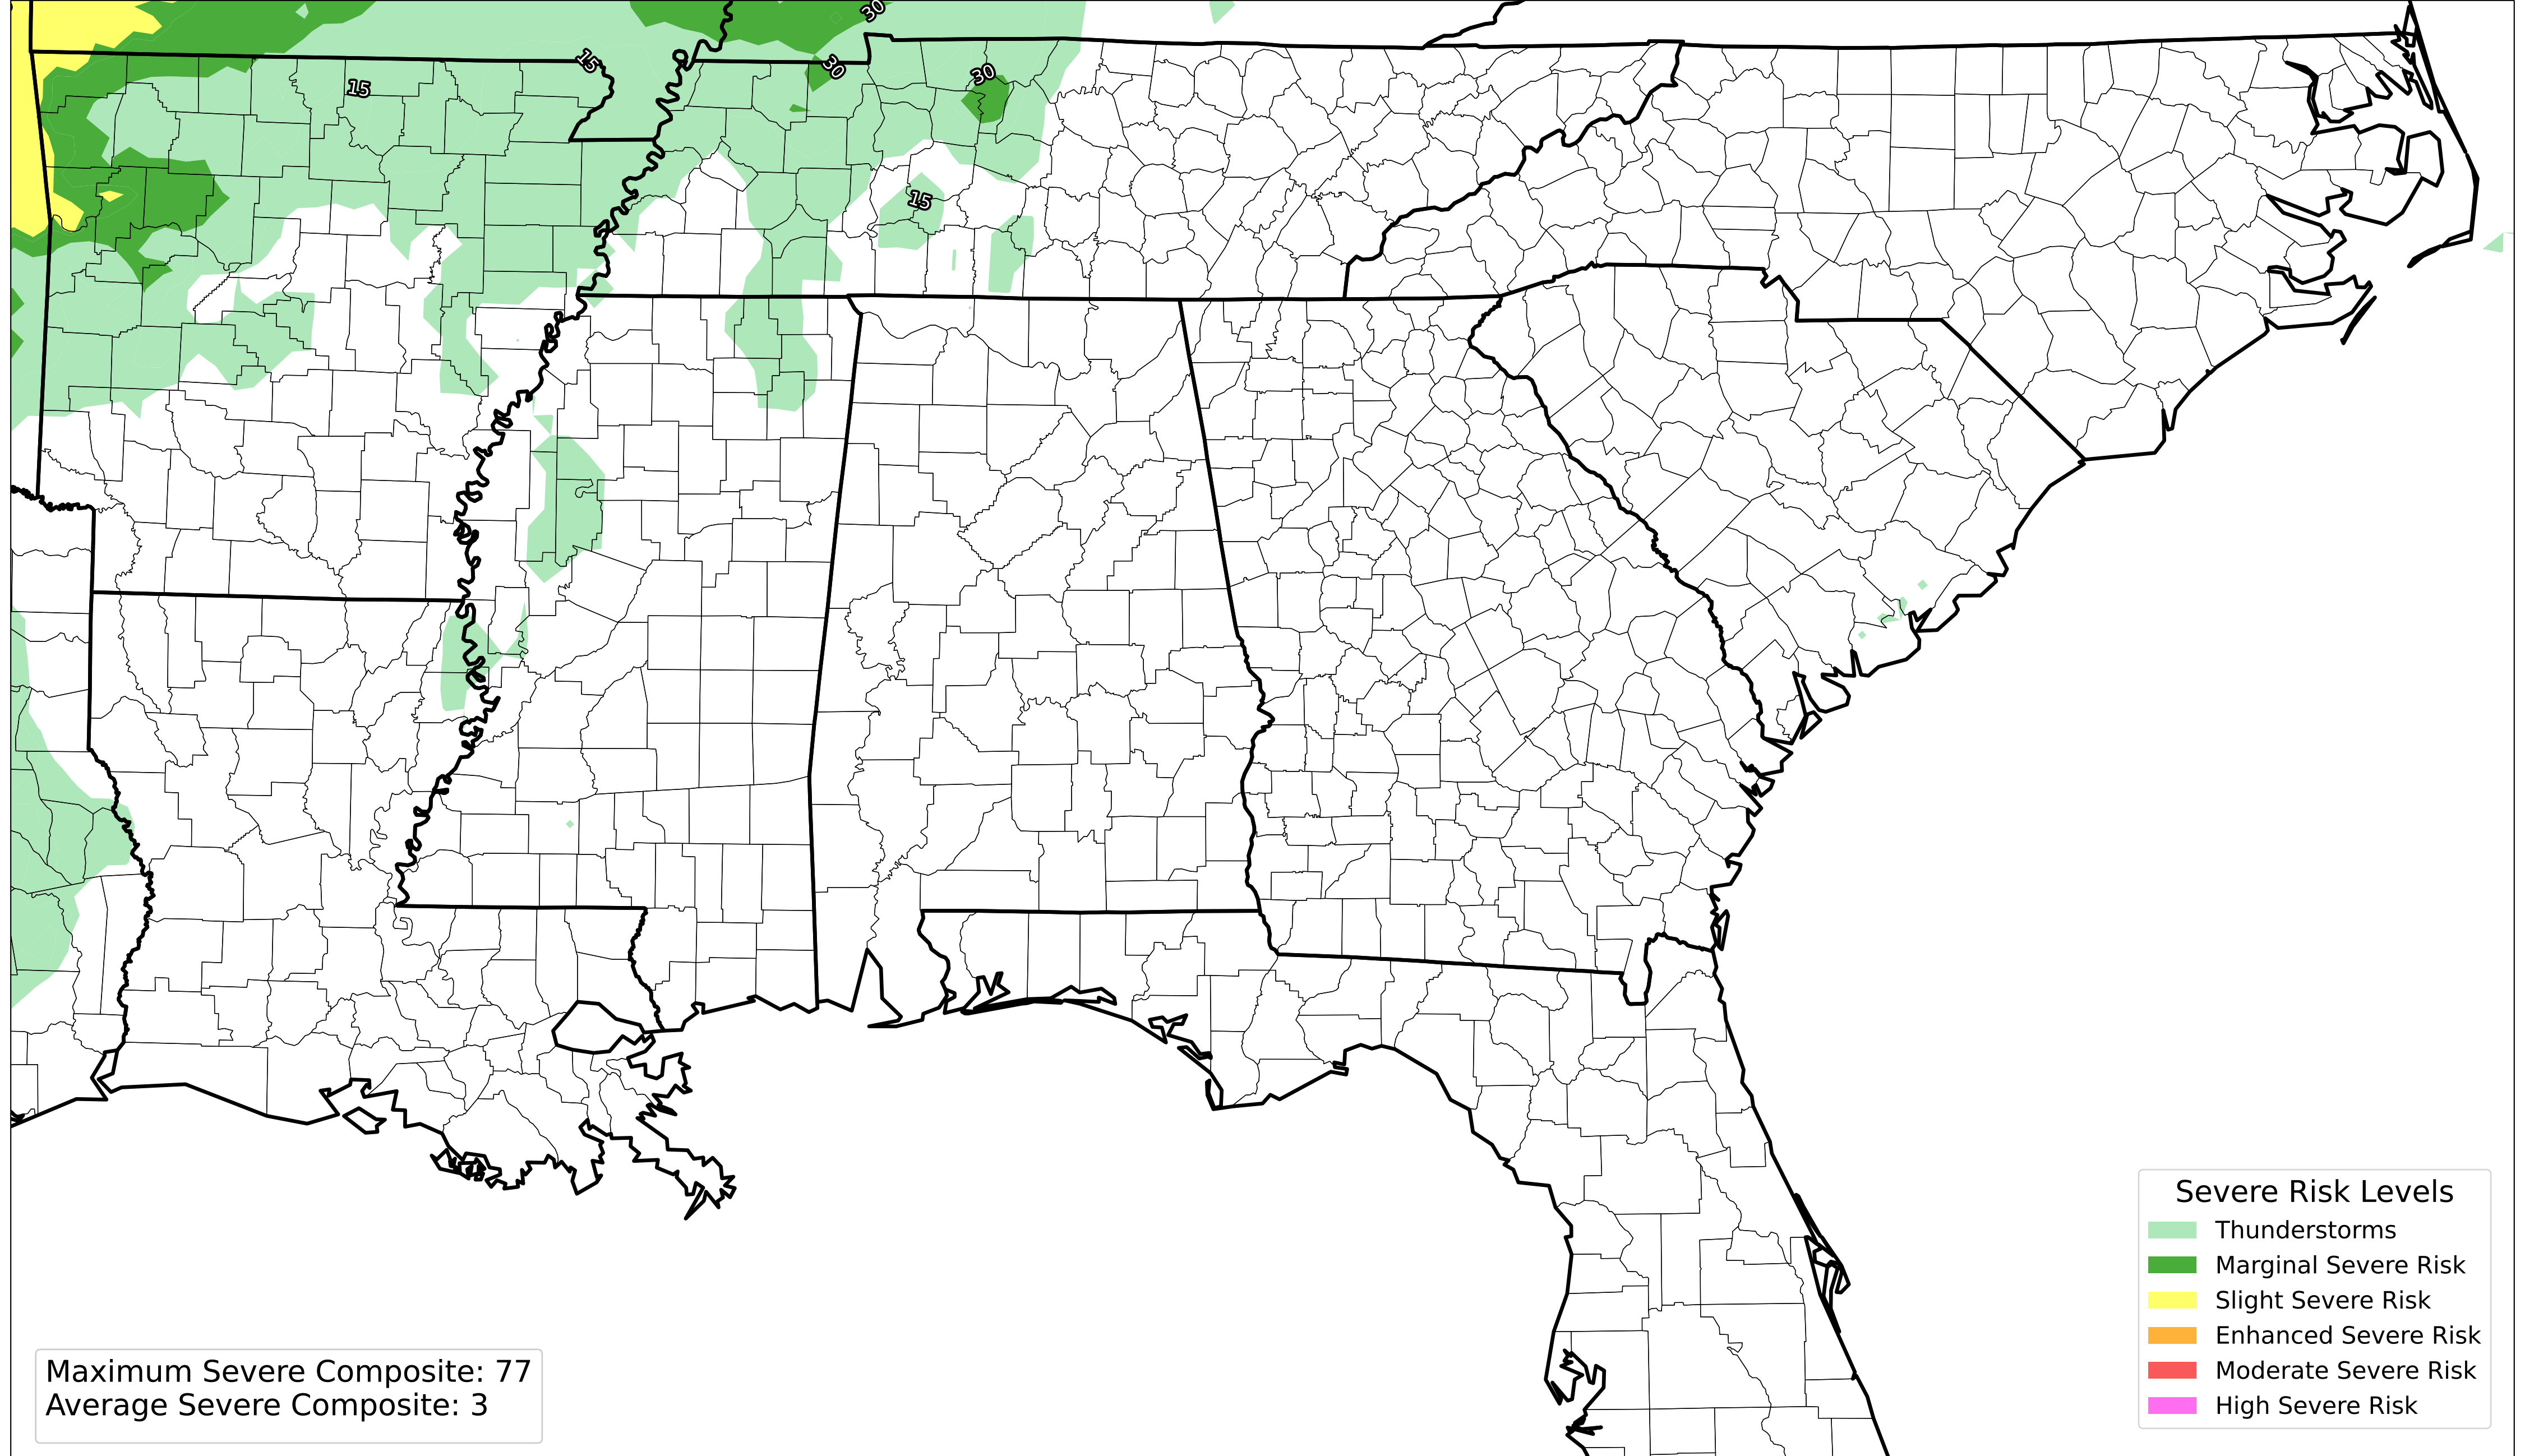 30
15
30
30
15
15
Severe Risk Levels
Thunderstorms
Marginal Severe Risk
Slight Severe Risk
Enhanced Severe Risk
Moderate Severe Risk
High Severe Risk
Maximum Severe Composite: 77
Average Severe Composite: 3